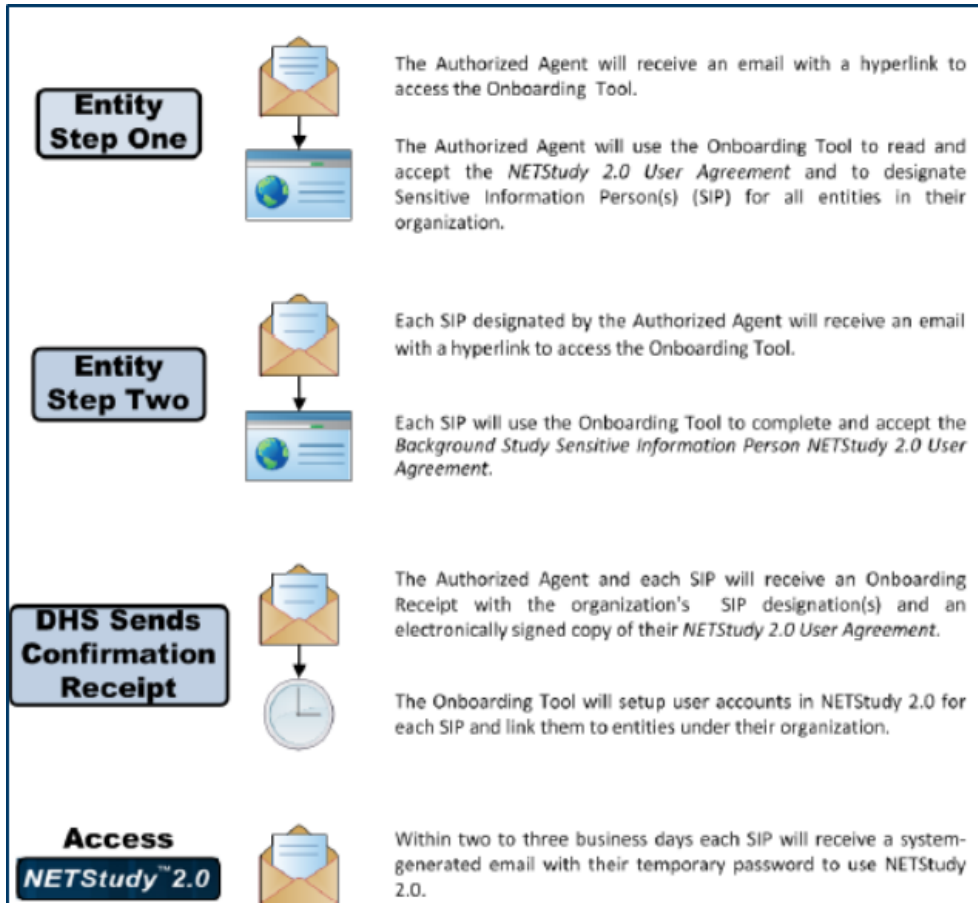 Entity
Step One
The Authorized Agent will receive an email with a hyperlink to
access the Onboarding Tool.
The Authorized Agent will use the Onboarding Tool to read and
accept the NETStudy 2.0 User Agreement and to designate
Sensitive Information Person(s) (SIP) for all entities in their
organization.
Entity
Step Two
Each SIP designated by the Authorized Agent will receive an email
with a hyperlink to access the Onboarding Tool.
Each SIP will use the Onboarding Tool to complete and accept the
Background Study Sensitive Information Person NETStudy 2.0 User
Agreement.
DHS Sends
Confirmation
Receipt
The Authorized Agent and each SIP will receive an Onboarding
Receipt with the organization's SIP designation(s) and an
electronically signed copy of their NETStudy 2.0 User Agreement.
The Onboarding Tool will setup user accounts in NETStudy 2.0 for
each SIP and link them to entities under their organization.
Access
NETStudy™2.0
Within two to three business days each SIP will receive a system-
generated email with their temporary password to use NETStudy
2.0.